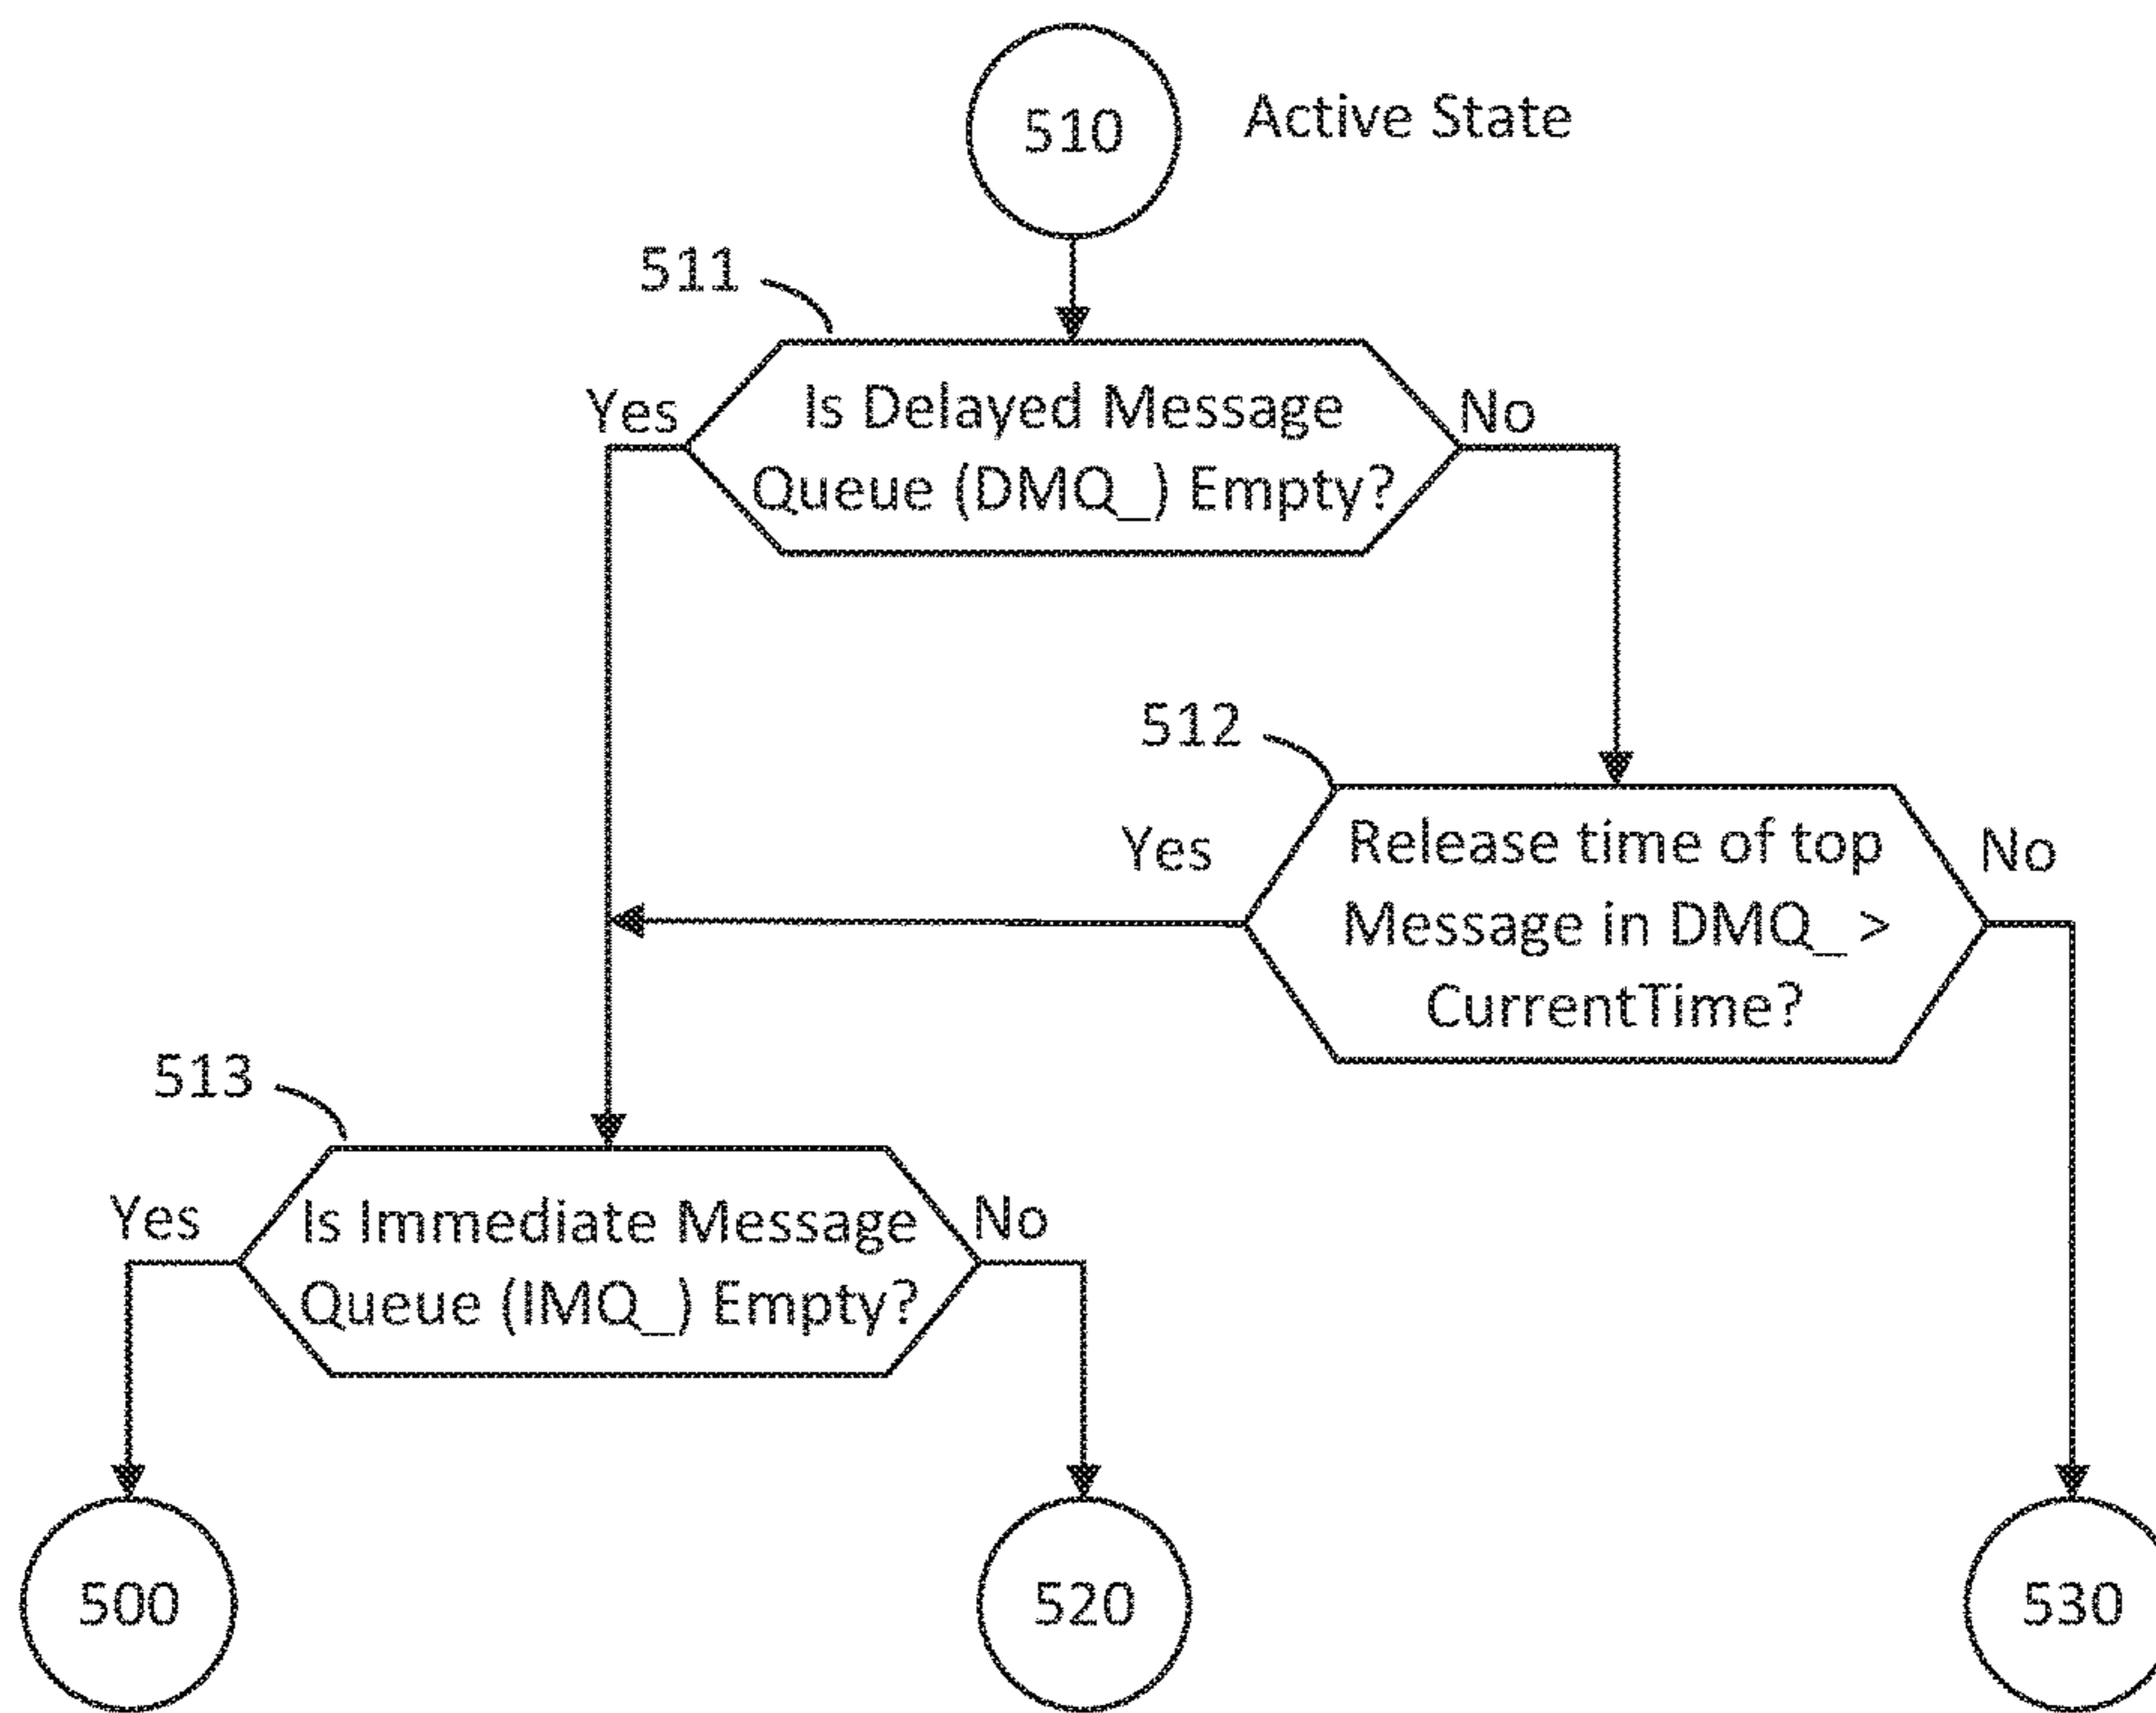 510
Active State
511
Yes
Is Delayed Message
Queue (DMQ_) Empty?
No
512
Yes
Release time of top
Message in DMQ_ >
CurrentTime?
No
513
Yes
Is Immediate Message
Queue (IMQ_) Empty?
No
500
520
530